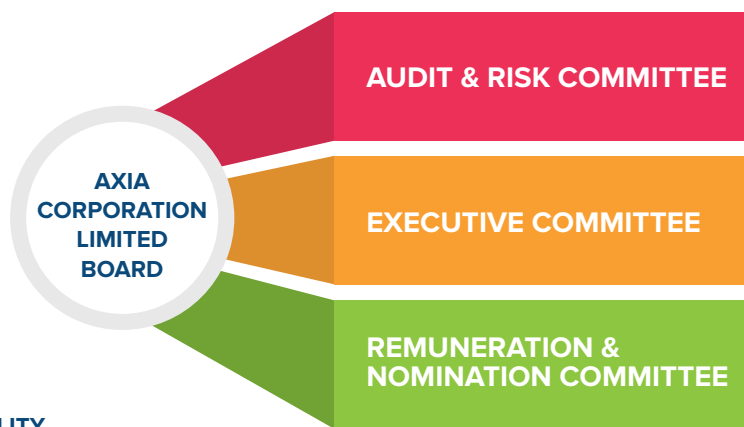 AXIA
CORPORATION
LIMITED
BOARD
AUDIT & RISK COMMITTEE
EXECUTIVE COMMITTEE
REMUNERATION &
NOMINATION COMMITTEE